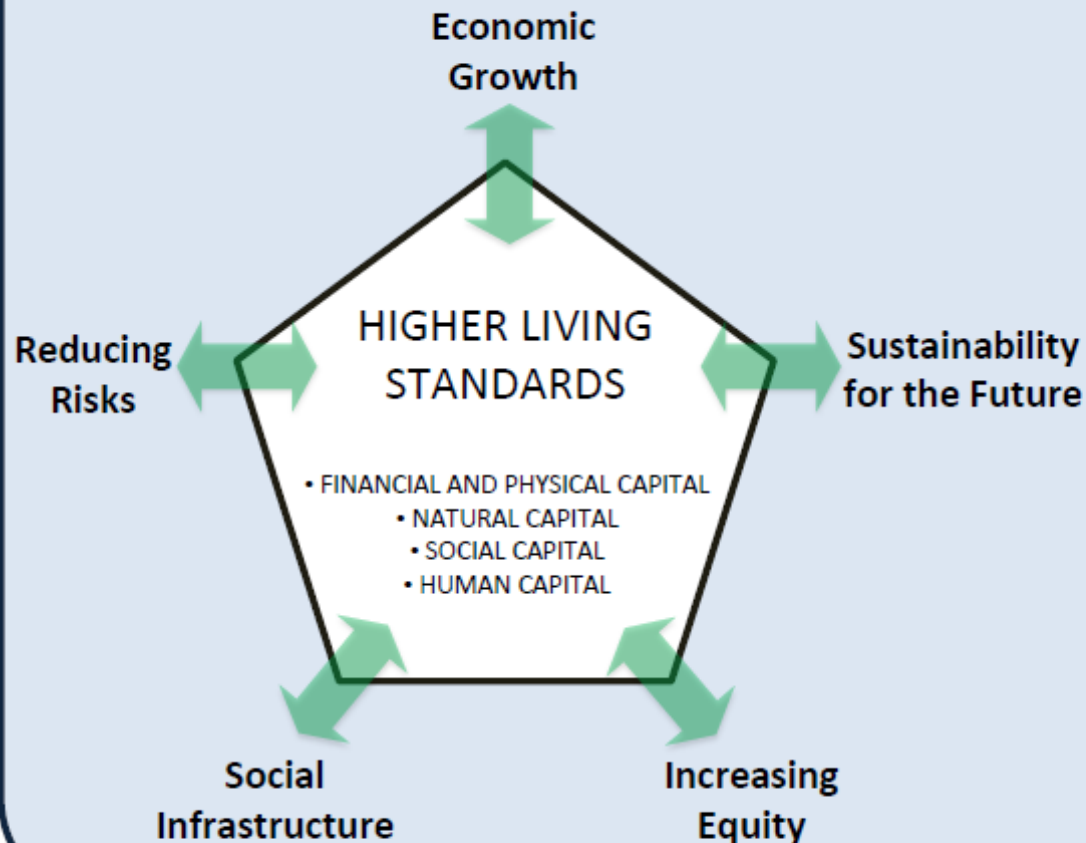 Economic
Growth
Reducing
Risks
HIGHER LIVING
STANDARDS
Sustainability
for the Future
• FINANCIAL AND PHYSICAL CAPITAL
• NATURAL CAPITAL
• SOCIAL CAPITAL
• HUMAN CAPITAL
Social
Infrastructure
Increasing
Equity